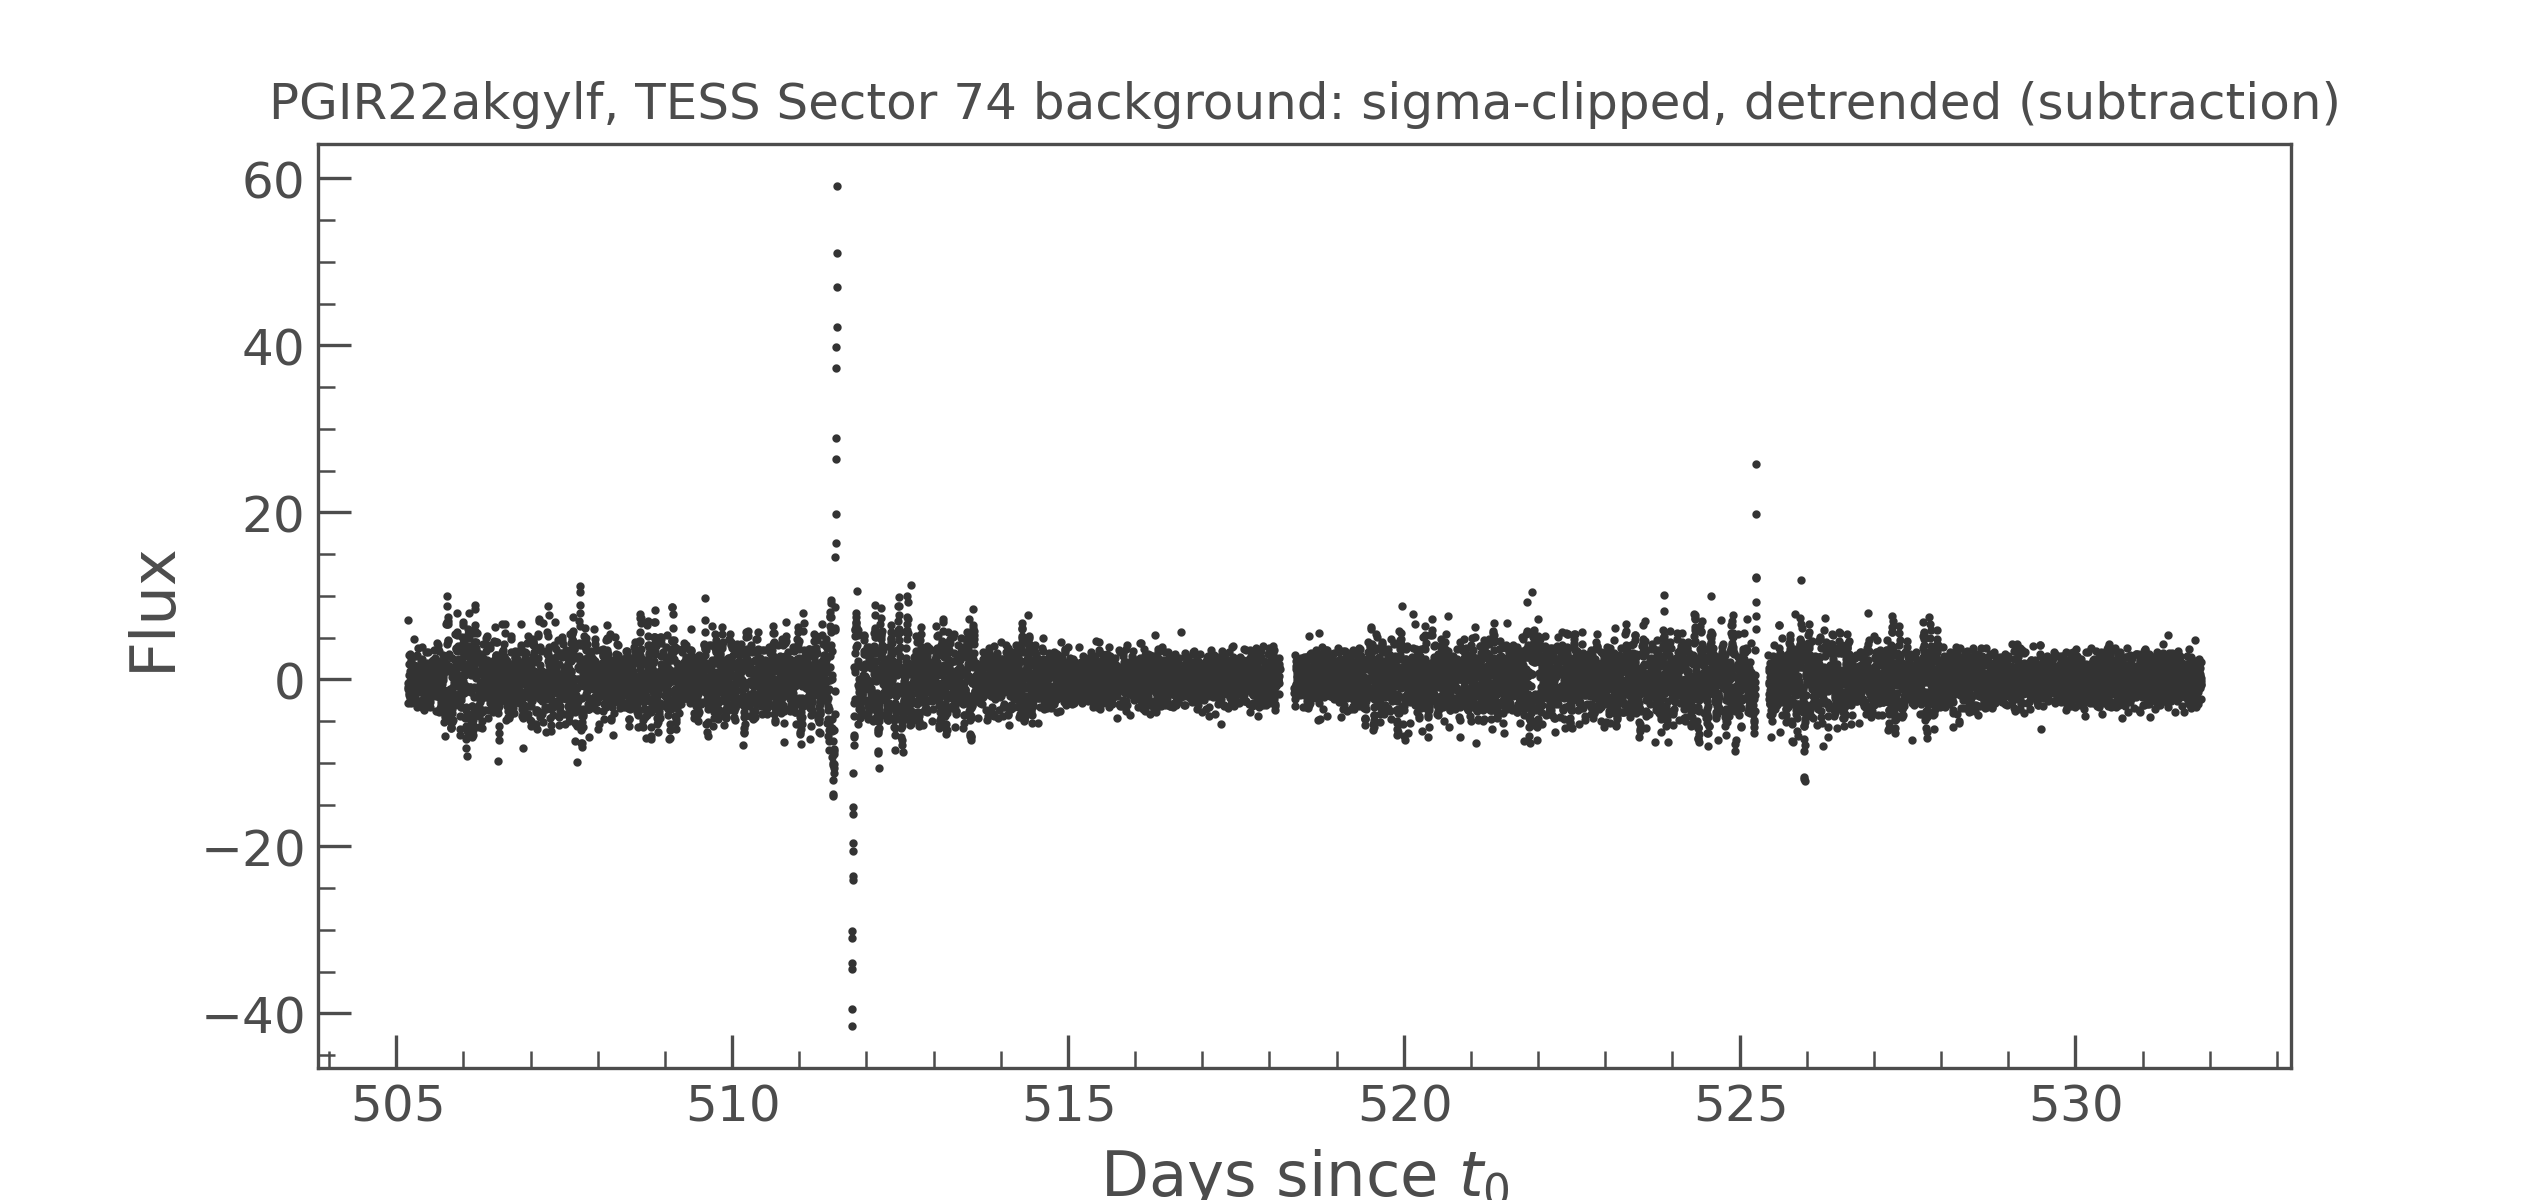 PGIR22akgylf, TESS Sector 74 background: sigma-clipped, detrended (subtraction)
60
40
20
0
−20
−40
Flux
505 510 515 520 525 530
Days since t₀